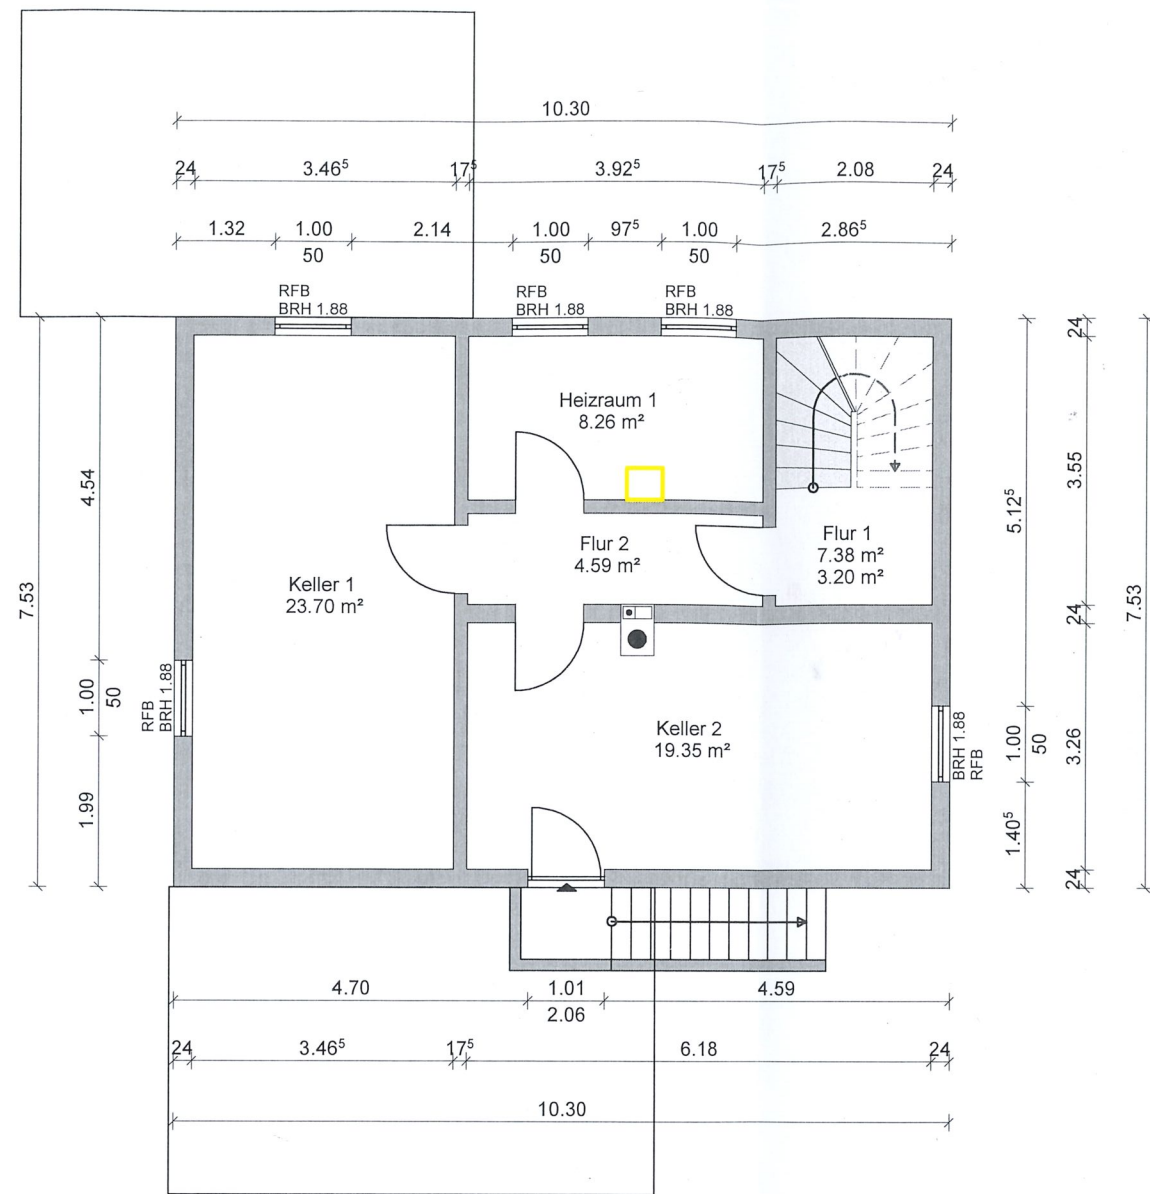 10.30
24 3.46⁵ 17⁵ 3.92⁵ 17⁵ 2.08 24
1.32 1.00 2.14 1.00 97⁵ 1.00 2.86⁵
50 50 50
RFB RFB RFB
BRH 1.88 BRH 1.88 BRH 1.88
Heizraum 1
8.26 m²
Flur 2
4.59 m²
Flur 1
7.38 m²
3.20 m²
Keller 1
23.70 m²
Keller 2
19.35 m²
7.53
4.54
1.00
50
1.99
RFB
BRH 1.88
BRH 1.88
RFB
5.12⁵
1.00
50
1.40⁵
24
3.55
24
3.26
24
7.53
4.70 1.01 4.59
2.06
24 3.46⁵ 17⁵ 6.18 24
10.30